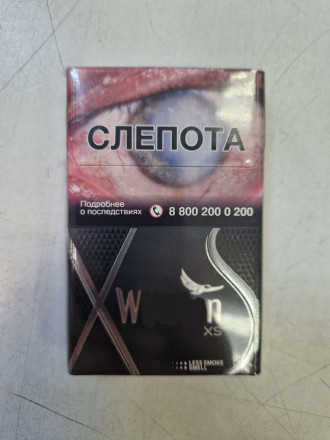 СЛЕПОТА
Подробнее
о последствиях
8 800 200 0 200
XS
LESS SMOKE
SMELL